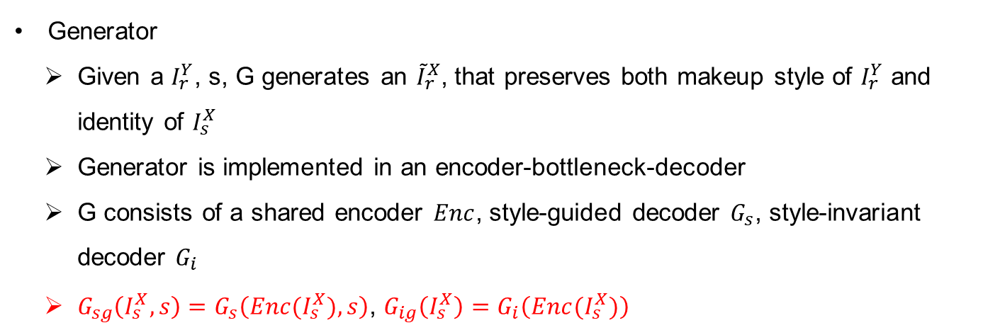 • Generator
➢ Given a $I_r^Y$, s, G generates an $\tilde{I}_r^X$, that preserves both makeup style of $I_r^Y$ and
identity of $I_s^X$
➢ Generator is implemented in an encoder-bottleneck-decoder
➢ G consists of a shared encoder $Enc$, style-guided decoder $G_s$, style-invariant
decoder $G_i$
➢ $G_{sg}(I_s^X, s) = G_s(Enc(I_s^X), s)$, $G_{ig}(I_s^X) = G_i(Enc(I_s^X))$